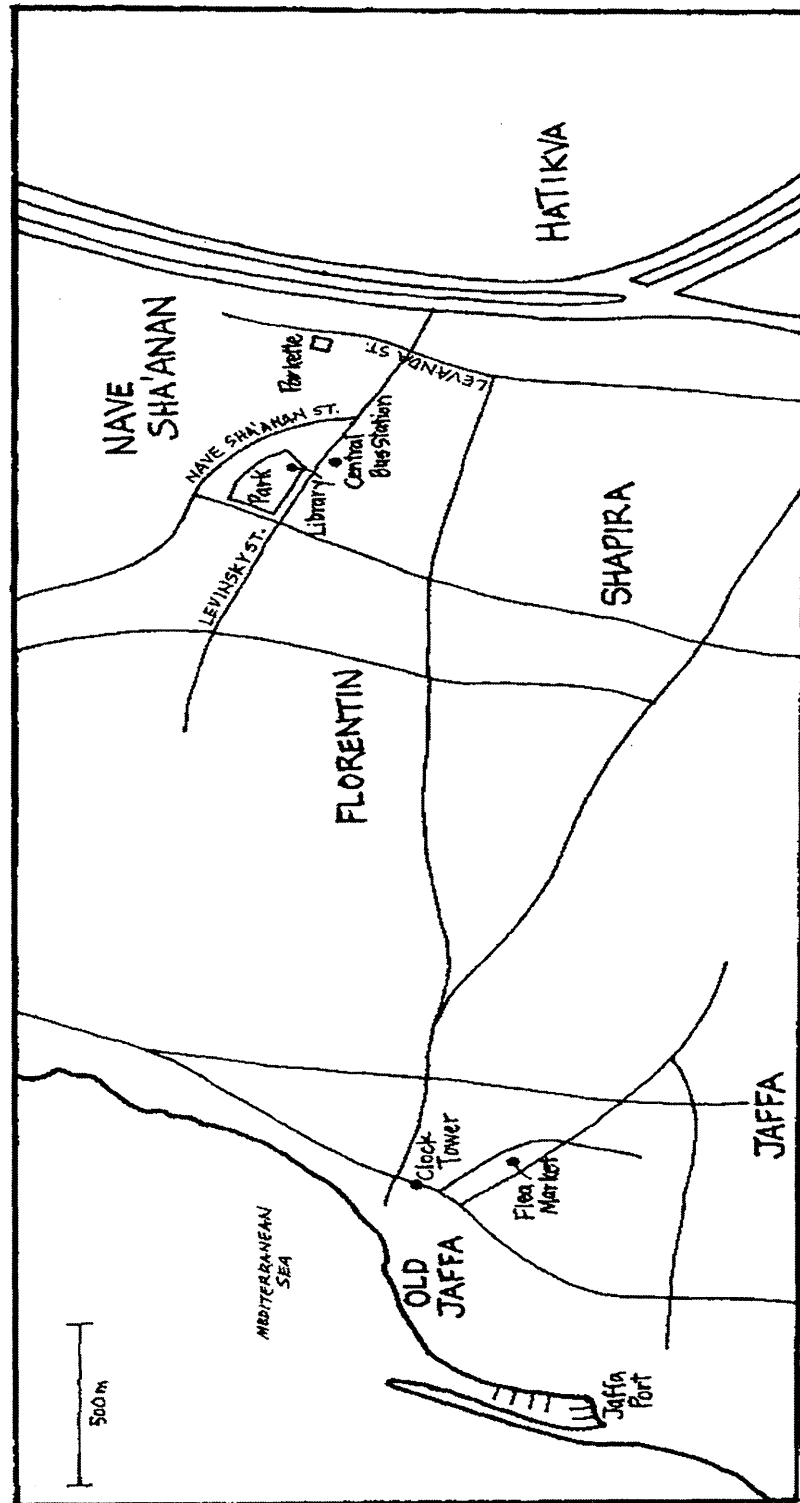 NAVE
SHA'ANAN
HATIKVA
NAVE SHA'ANAN ST.
Parkette
LEVANDA ST.
Park
Library
Central
Bus Station
LEVINSKY ST.
SHAPIRA
FLORENTIN
Clock
Tower
Flea
Market
JAFFA
OLD
JAFFA
MEDITERRANEAN
SEA
Jaffa
Port
500m